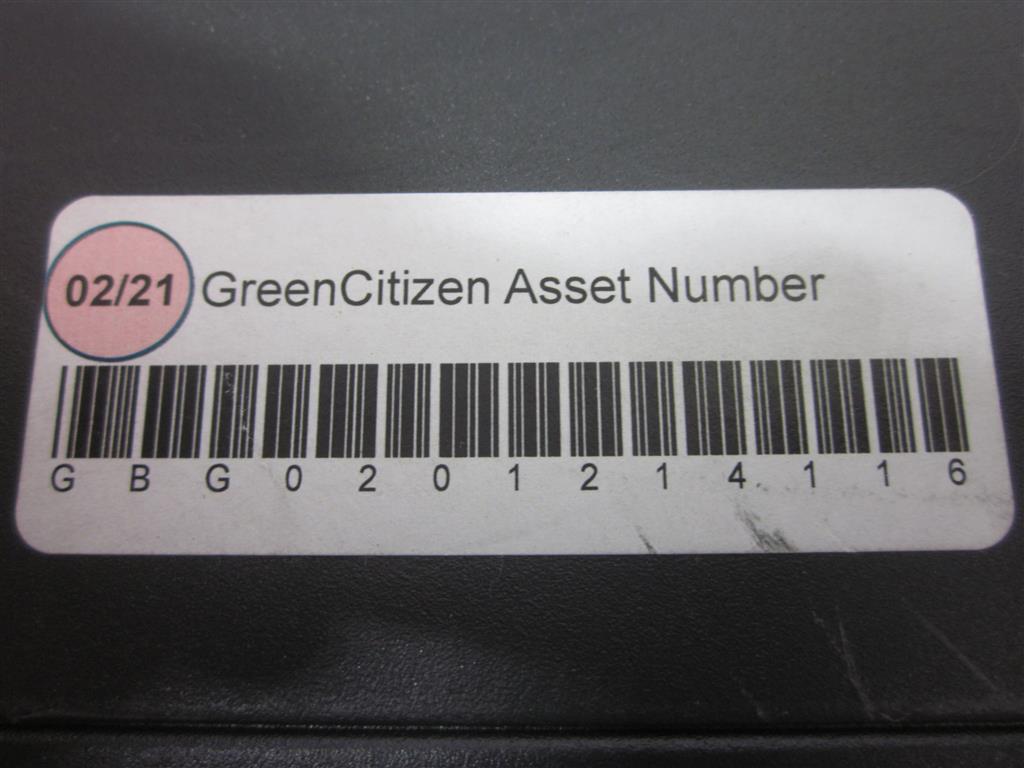 02/21 GreenCitizen Asset Number
G B G 0 2 0 1 2 1 4 1 1 6